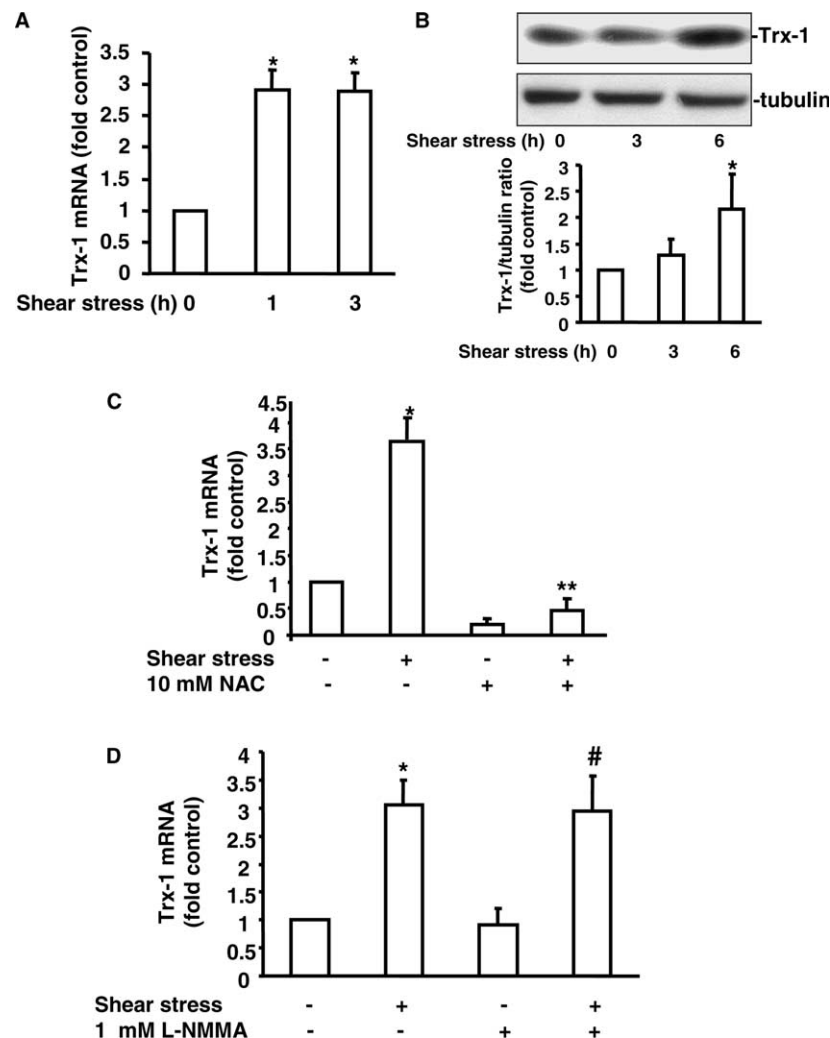 A
Trx-1 mRNA (fold control)
3.5
3
2.5
2
1.5
1
0.5
0
* *
Shear stress (h) 0 1 3
B
-Trx-1
-tubulin
Shear stress (h) 0 3 6
Trx-1/tubulin ratio
(fold control)
3
2.5
2
1.5
1
0.5
0
*
Shear stress (h) 0 3 6
C
Trx-1 mRNA
(fold control)
4.5
4
3.5
3
2.5
2
1.5
1
0.5
0
* **
Shear stress - + - +
10 mM NAC - - + +
D
Trx-1 mRNA
(fold control)
4
3.5
3
2.5
2
1.5
1
0.5
0
* #
Shear stress - + - +
1 mM L-NMMA - - + +